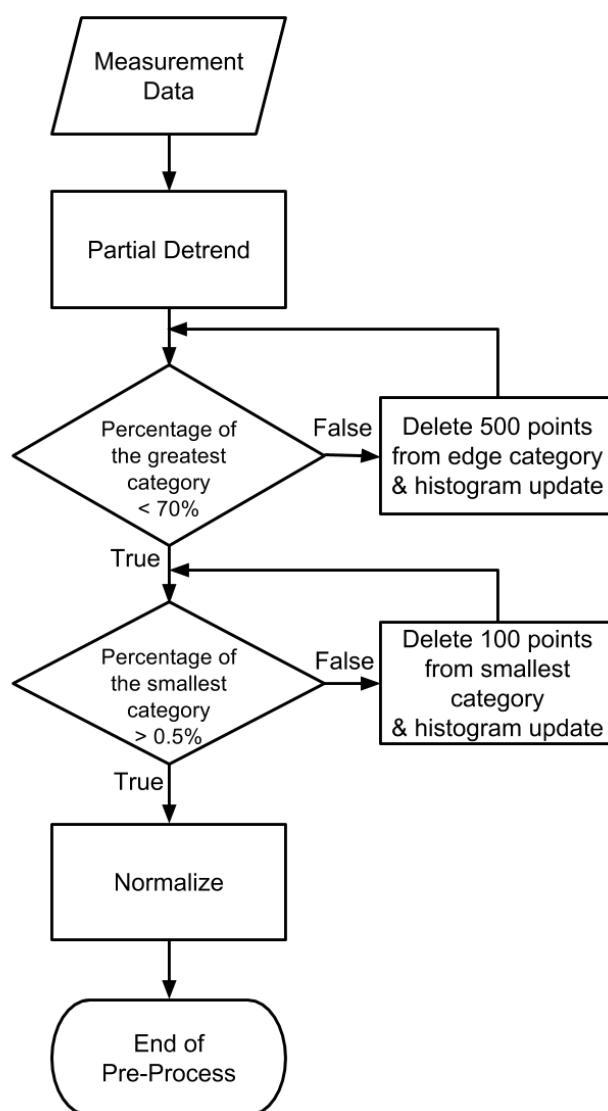 Measurement
Data
Partial Detrend
Percentage of
the greatest
category
< 70%
False
Delete 500 points
from edge category
& histogram update
True
Percentage of
the smallest
category
> 0.5%
False
Delete 100 points
from smallest
category
& histogram update
True
Normalize
End of
Pre-Process